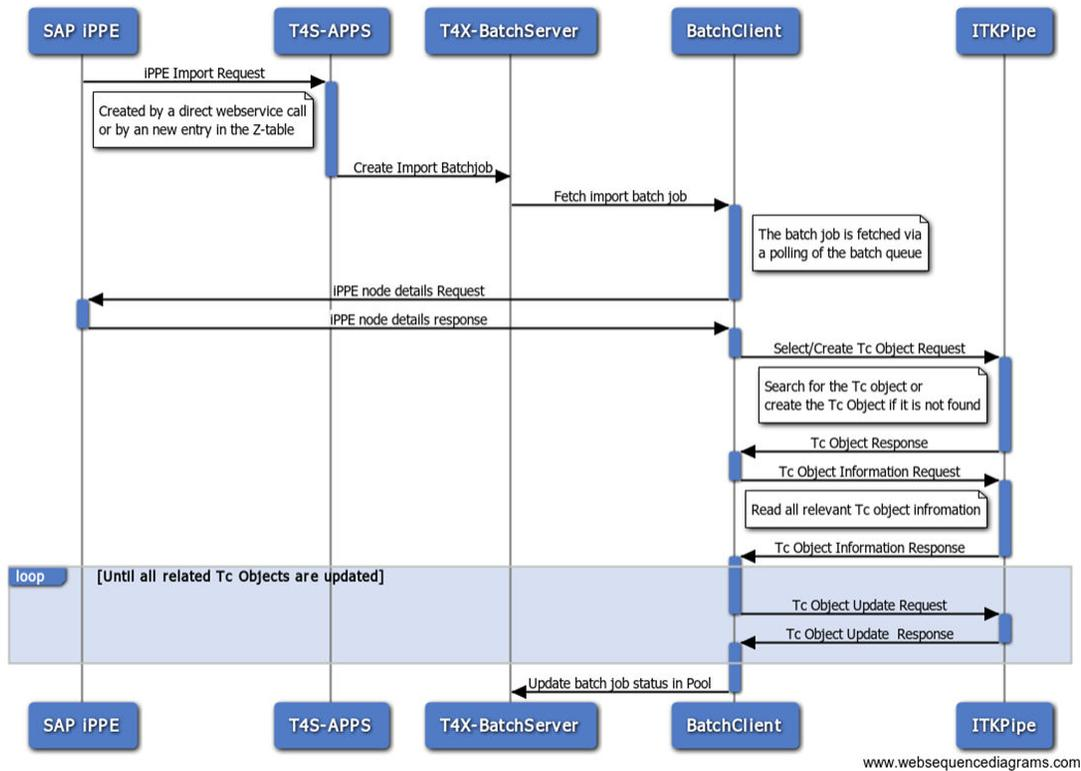 SAP iPPE
T4S-APPS
T4X-BatchServer
BatchClient
ITKPipe
iPPE Import Request
Created by a direct webservice call
or by an new entry in the Z-table
Create Import Batchjob
Fetch import batch job
The batch job is fetched via
a polling of the batch queue
iPPE node details Request
iPPE node details response
Select/Create Tc Object Request
Search for the Tc object or
create the Tc Object if it is not found
Tc Object Response
Tc Object Information Request
Read all relevant Tc object infromation
Tc Object Information Response
loop
[Until all related Tc Objects are updated]
Tc Object Update Request
Tc Object Update  Response
Update batch job status in Pool
SAP iPPE
T4S-APPS
T4X-BatchServer
BatchClient
ITKPipe
www.websequencediagrams.com